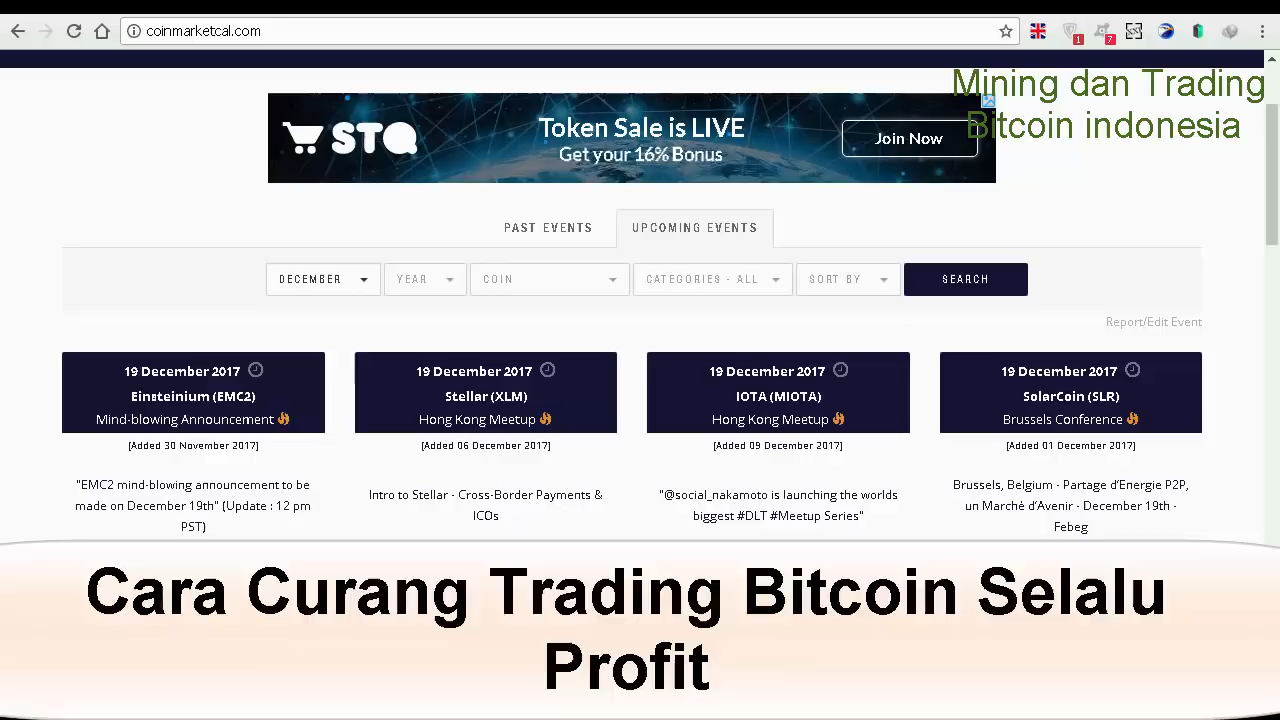 coinmarketcal.com
1
7
Mining dan Trading
Bitcoin indonesia
STQ
Token Sale is LIVE
Get your 16% Bonus
Join Now
PAST EVENTS
UPCOMING EVENTS
DECEMBER
YEAR
COIN
CATEGORIES - ALL
SORT BY
SEARCH
Report/Edit Event
19 December 2017
Einsteinium (EMC2)
Mind-blowing Announcement
[Added 30 November 2017]
"EMC2 mind-blowing announcement to be
made on December 19th" (Update : 12 pm
PST)
19 December 2017
Stellar (XLM)
Hong Kong Meetup
[Added 06 December 2017]
Intro to Stellar - Cross-Border Payments &
ICOs
19 December 2017
IOTA (MIOTA)
Hong Kong Meetup
[Added 09 December 2017]
"@social_nakamoto is launching the worlds
biggest #DLT #Meetup Series"
19 December 2017
SolarCoin (SLR)
Brussels Conference
[Added 01 December 2017]
Brussels, Belgium - Partage d'Energie P2P,
un Marché d'Avenir - December 19th -
Febeg
Cara Curang Trading Bitcoin Selalu
Profit